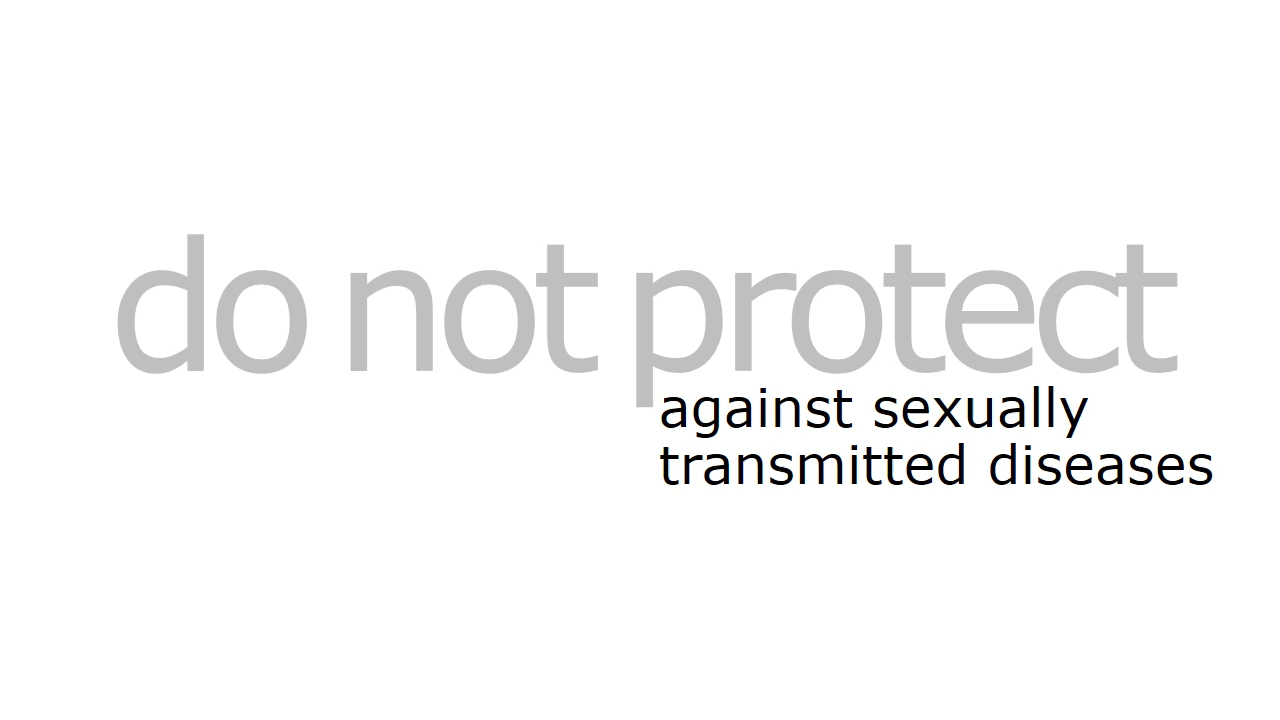 do not protect
against sexually
transmitted diseases